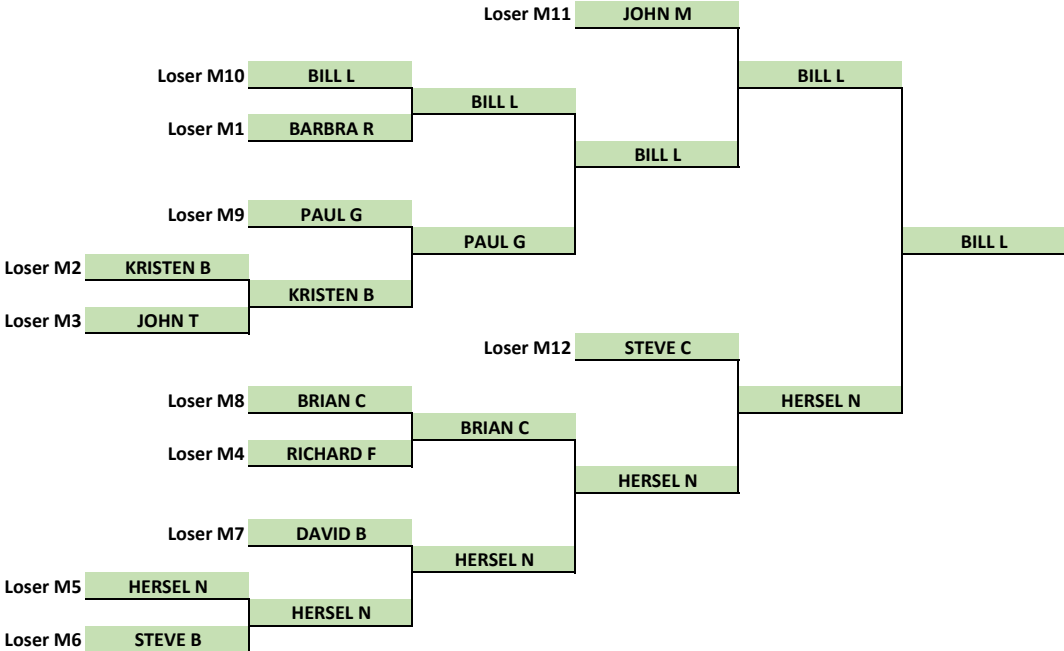 Loser M11 JOHN M
Loser M10 BILL L BILL L
BILL L
Loser M1 BARBRA R
BILL L
Loser M9 PAUL G
PAUL G BILL L
Loser M2 KRISTEN B
KRISTEN B
Loser M3 JOHN T
Loser M12 STEVE C
Loser M8 BRIAN C HERSEL N
BRIAN C
Loser M4 RICHARD F
HERSEL N
Loser M7 DAVID B
HERSEL N
Loser M5 HERSEL N
HERSEL N
Loser M6 STEVE B